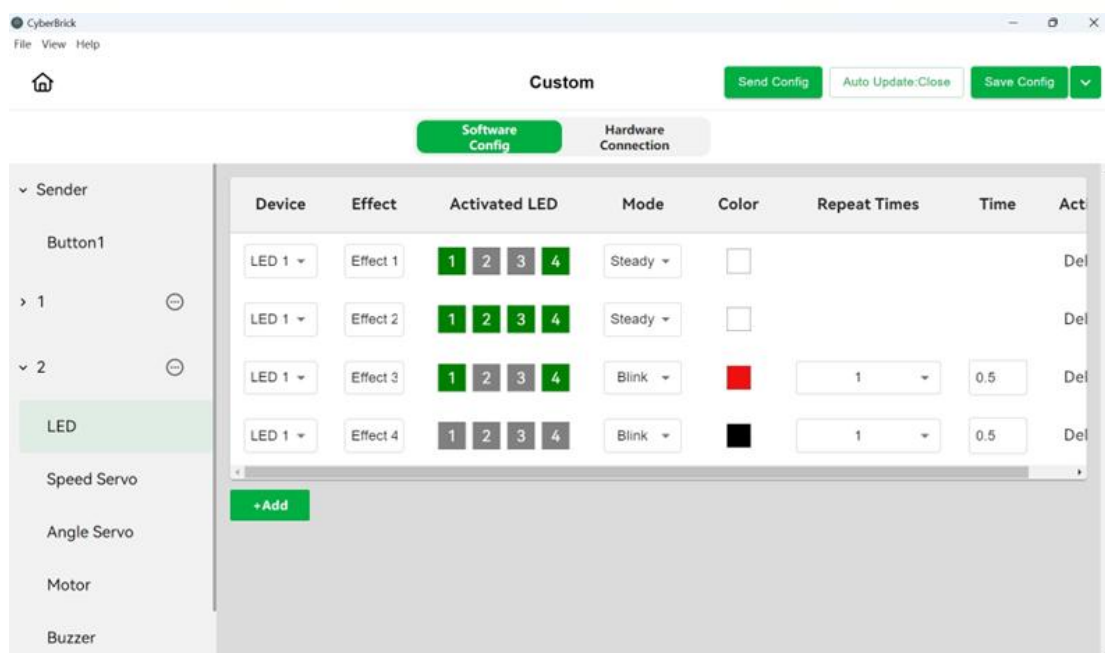 CyberBrick
File View Help
Custom
Send Config
Auto Update:Close
Save Config
Software
Config
Hardware
Connection
Sender
Button1
1
2
LED
Speed Servo
Angle Servo
Motor
Buzzer
Device Effect Activated LED Mode Color Repeat Times Time Acti
LED 1 Effect 1 1 2 3 4 Steady Del
LED 1 Effect 2 1 2 3 4 Steady Del
LED 1 Effect 3 1 2 3 4 Blink 1 0.5 Del
LED 1 Effect 4 1 2 3 4 Blink 1 0.5 Del
+Add